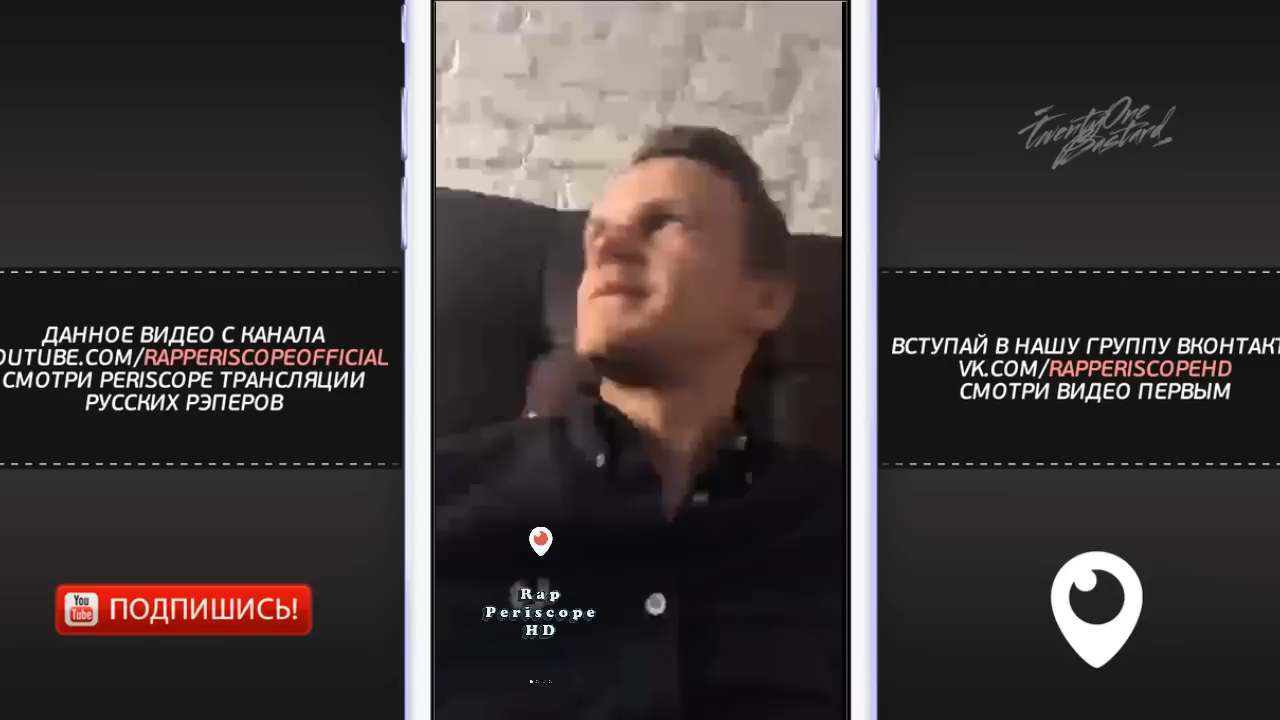 ДАННОЕ ВИДЕО С КАНАЛА
OUTUBE.COM/RAPPERISCOPEOFFICIAL
СМОТРИ PERISCOPE ТРАНСЛЯЦИИ
РУССКИХ РЭПЕРОВ
You
Tube
ПОДПИШИСЬ!
Rap
Periscope
HD
TwentyOne
Bastard
ВСТУПАЙ В НАШУ ГРУППУ ВКОНТАКТ
VK.COM/RAPPERISCOPEHD
СМОТРИ ВИДЕО ПЕРВЫМ